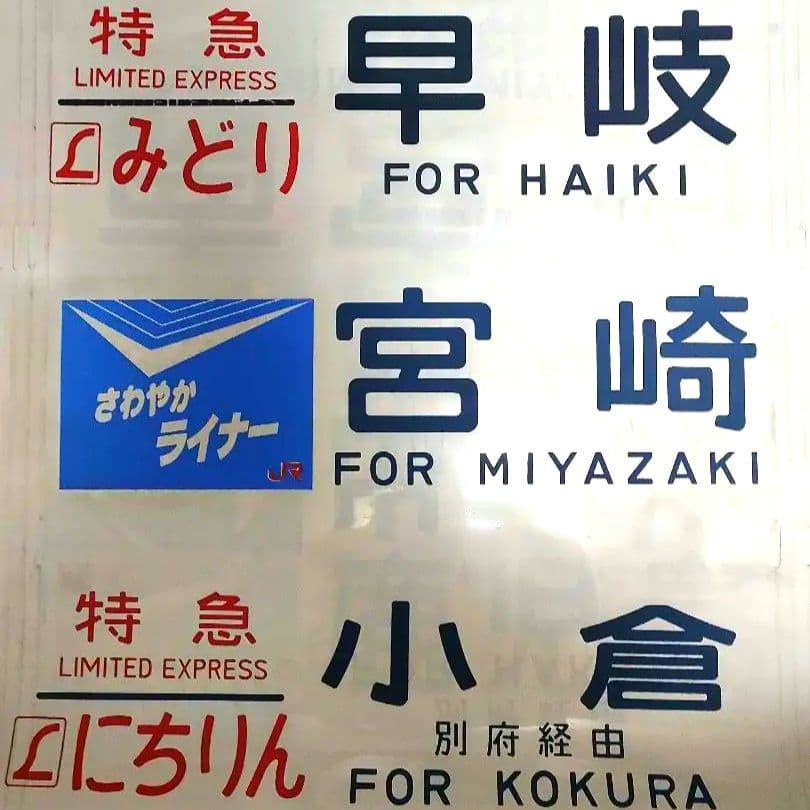 特急
LIMITED EXPRESS
L みどり
早岐
FOR HAIKI
さわやか
ライナー
JR
宮崎
FOR MIYAZAKI
特急
LIMITED EXPRESS
L にちりん
小倉
別府経由
FOR KOKURA